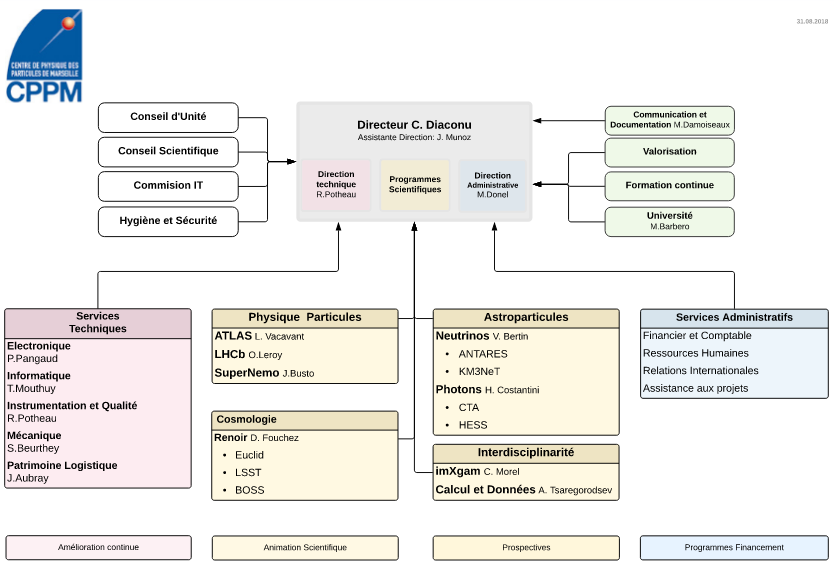 31.08.2018
CENTRE DE PHYSIQUE DES
PARTICULES DE MARSEILLE
CPPM
Conseil d'Unité
Conseil Scientifique
Commision IT
Hygiène et Sécurité
Directeur C. Diaconu
Assistante Direction: J. Munoz
Direction
technique
R.Potheau
Programmes
Scientifiques
Direction
Administrative
M.Donel
Communication et
Documentation M.Damoiseaux
Valorisation
Formation continue
Université
M.Barbero
Services
Techniques
Electronique
P.Pangaud
Informatique
T.Mouthuy
Instrumentation et Qualité
R.Potheau
Mécanique
S.Beurthey
Patrimoine Logistique
J.Aubray
Physique Particules
ATLAS L. Vacavant
LHCb O.Leroy
SuperNemo J.Busto
Cosmologie
Renoir D. Fouchez
• Euclid
• LSST
• BOSS
Astroparticules
Neutrinos V. Bertin
• ANTARES
• KM3NeT
Photons H. Costantini
• CTA
• HESS
Interdisciplinarité
imXgam C. Morel
Calcul et Données A. Tsaregorodsev
Services Administratifs
Financier et Comptable
Ressources Humaines
Relations Internationales
Assistance aux projets
Amélioration continue
Animation Scientifique
Prospectives
Programmes Financement